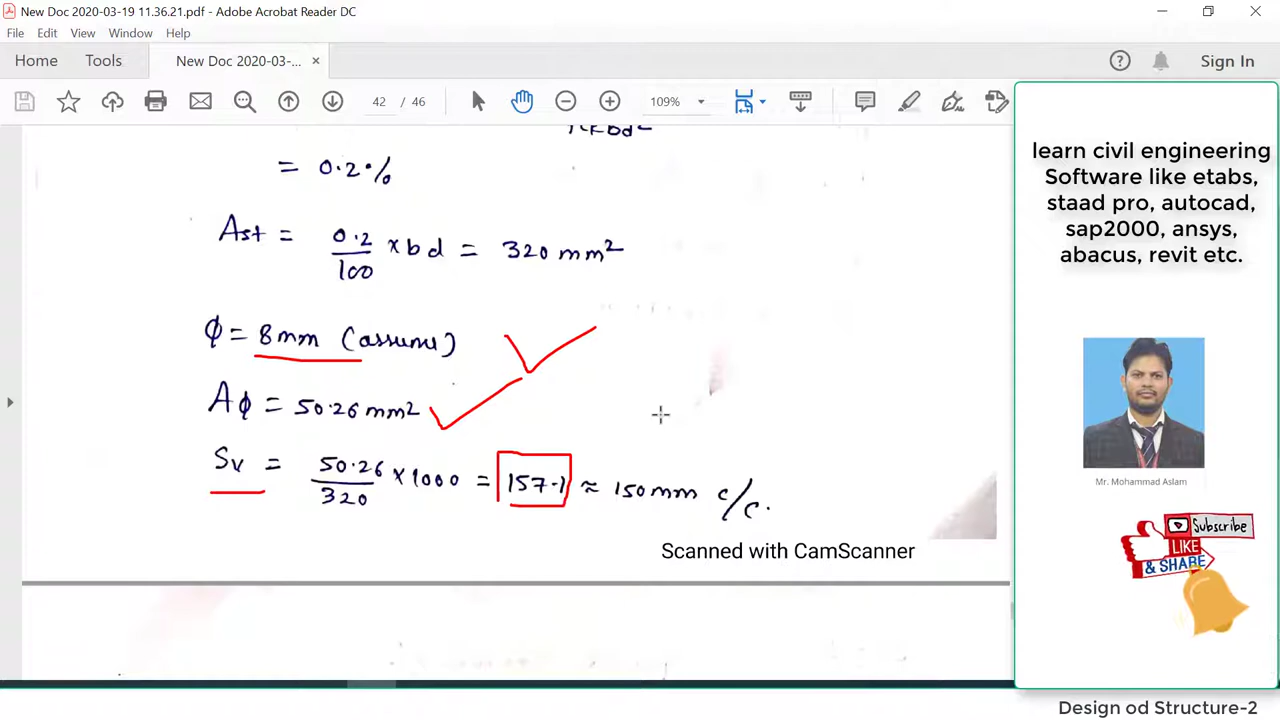 New Doc 2020-03-19 11.36.21.pdf - Adobe Acrobat Reader DC
File Edit View Window Help
Home Tools New Doc 2020-03-... × Sign In
42 / 46 109%
= 0.2%
Ast = 0.2/100 × bd = 320 mm²
ϕ = 8mm (assume)
Aϕ = 50.26 mm²
Sv = 50.26/320 × 1000 = 157.1 ≈ 150mm c/c.
Scanned with CamScanner
learn civil engineering
Software like etabs,
staad pro, autocad,
sap2000, ansys,
abacus, revit etc.
Mr. Mohammad Aslam
Subscribe
LIKE
& SHARE
Design od Structure-2